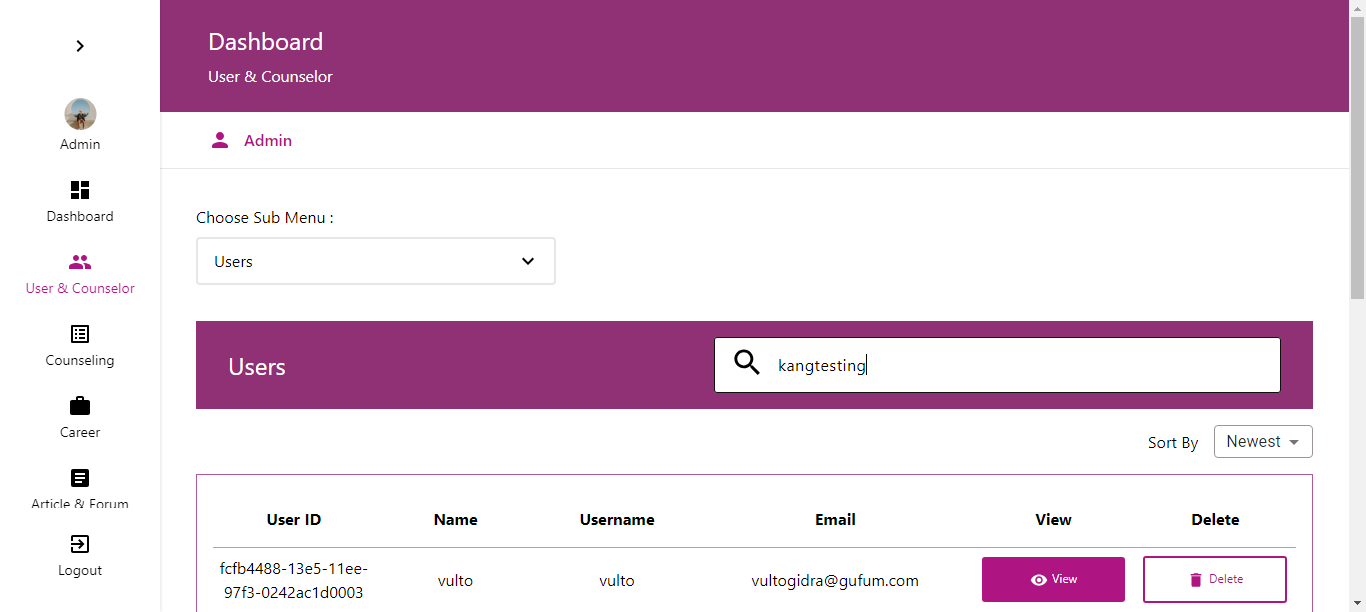 Dashboard
User & Counselor
Admin
Admin
Dashboard
User & Counselor
Counseling
Career
Article & Forum
Logout
Choose Sub Menu :
Users
Users
kangtesting
Sort By Newest
User ID Name Username Email View Delete
fcfb4488-13e5-11ee-
97f3-0242ac1d0003
vulto vulto vultogidra@gufum.com View Delete